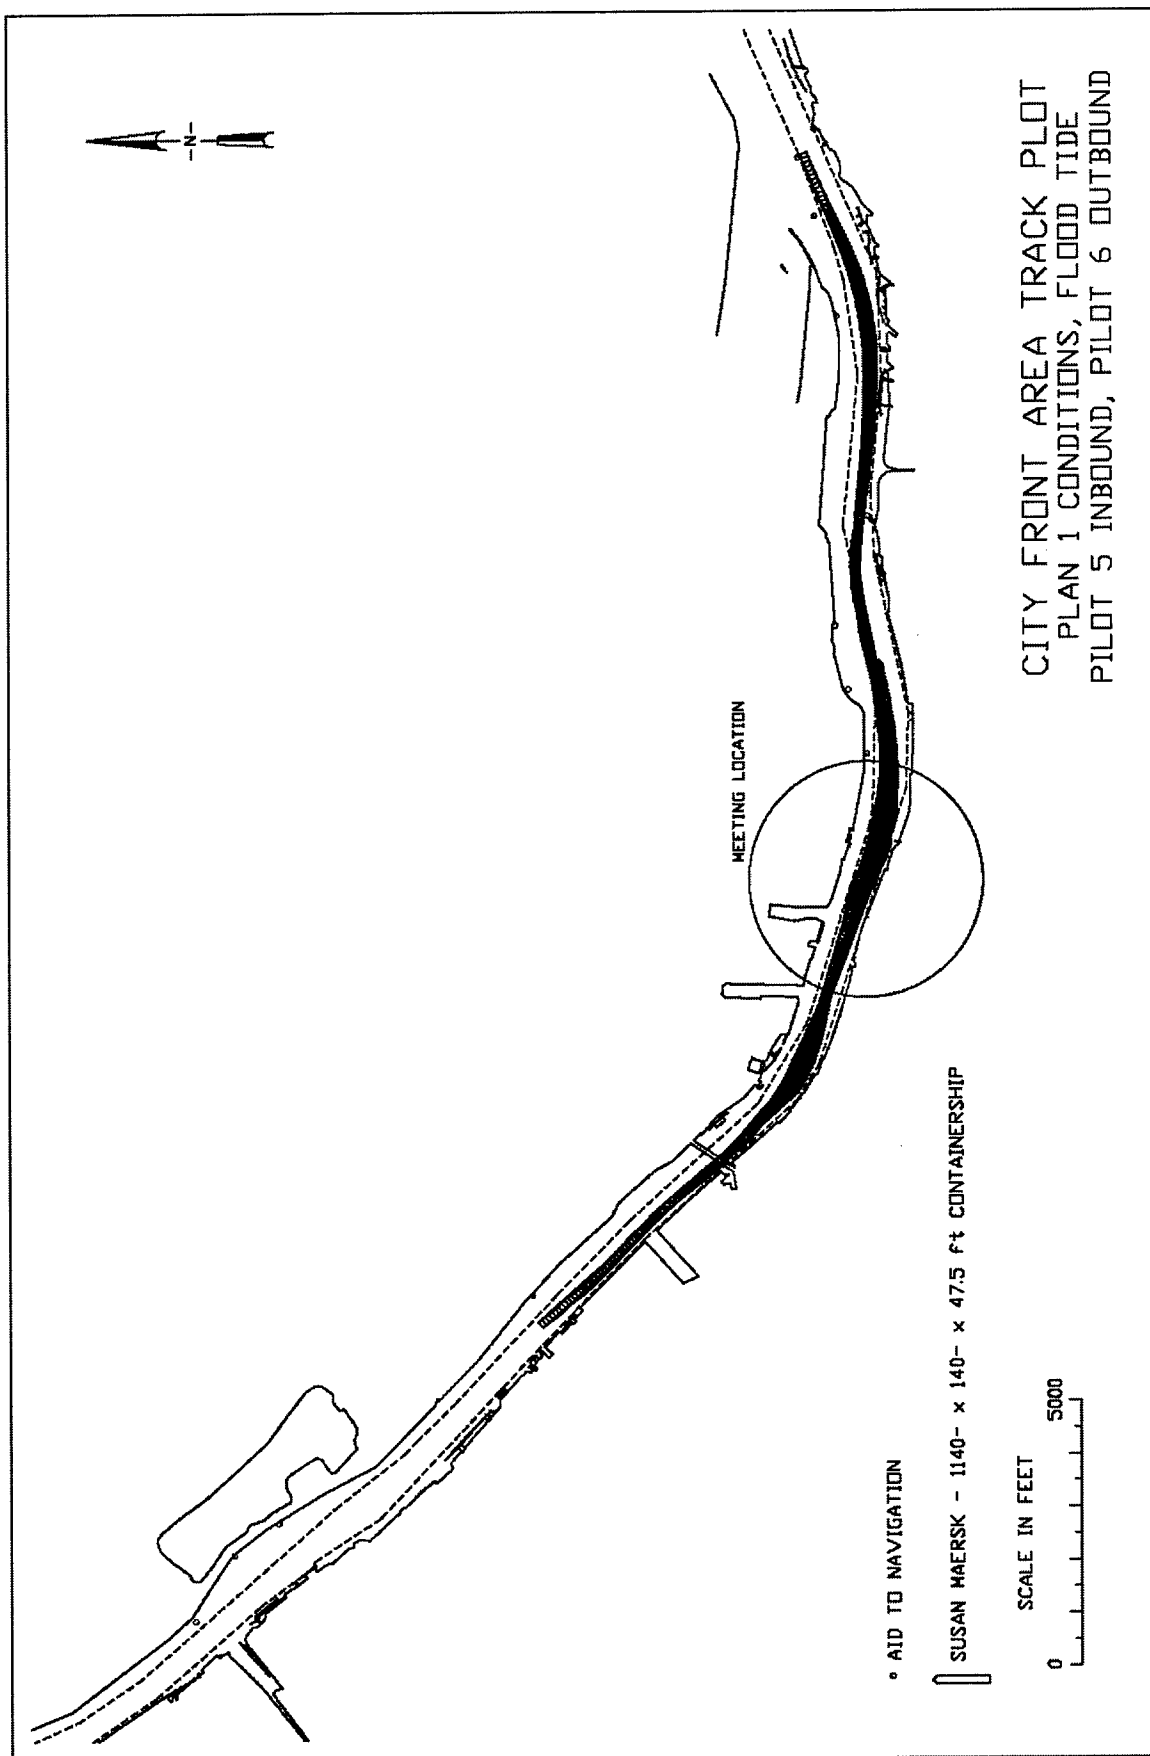 -N-
MEETING LOCATION
∘ AID TO NAVIGATION
SUSAN MAERSK - 1140- x 140- x 47.5 ft CONTAINERSHIP
SCALE IN FEET
0 5000
CITY FRONT AREA TRACK PLOT
PLAN 1 CONDITIONS, FLOOD TIDE
PILOT 5 INBOUND, PILOT 6 OUTBOUND